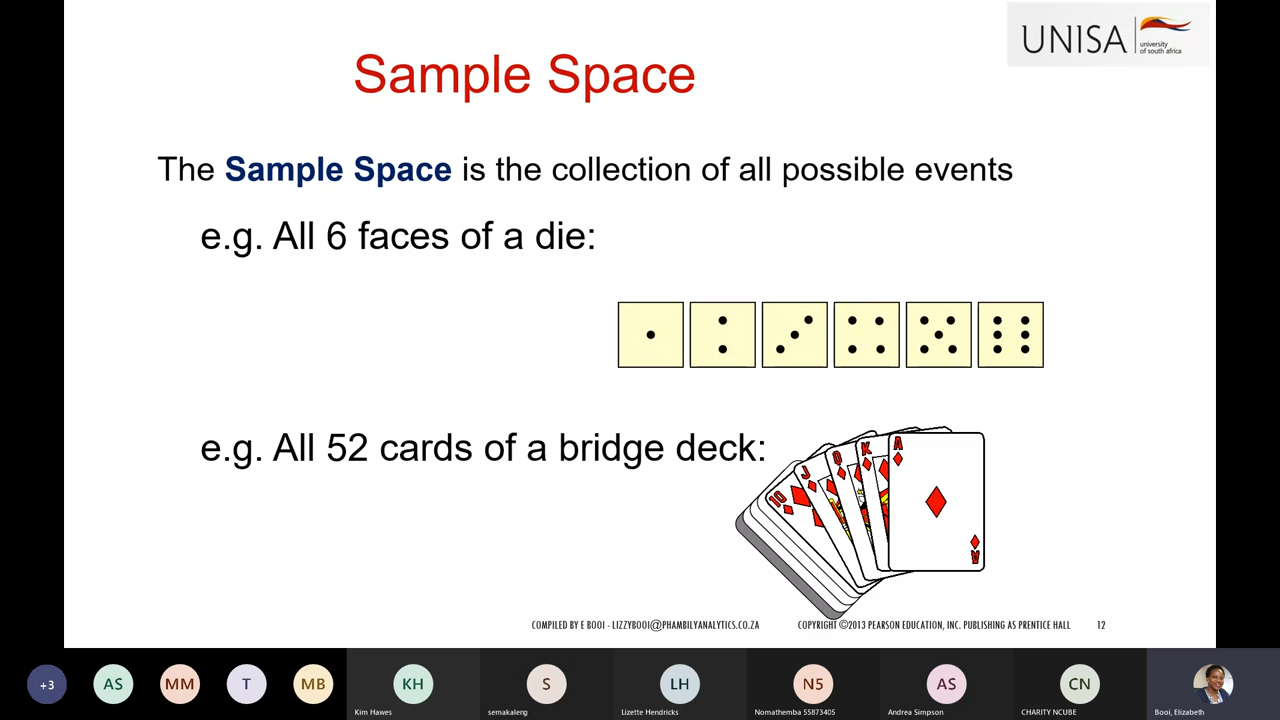 UNISA
university
of south africa
Sample Space
The Sample Space is the collection of all possible events
e.g. All 6 faces of a die:
e.g. All 52 cards of a bridge deck:
10 J Q K A
A
COMPILED BY E BOOI - LIZZYBOOI@PHAMBILYANALYTICS.CO.ZA COPYRIGHT ©2013 PEARSON EDUCATION, INC. PUBLISHING AS PRENTICE HALL 12
+3 AS MM T MB KH S LH N5 AS CN
Kim Hawes semakaleng Lizette Hendricks Nomathemba 55873405 Andrea Simpson CHARITY NCUBE Booi, Elizabeth